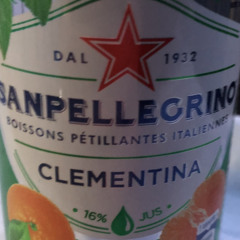 DAL 1932
SANPELLEGRINO
BOISSONS PÉTILLANTES ITALIENNES
CLEMENTINA
16% JUS